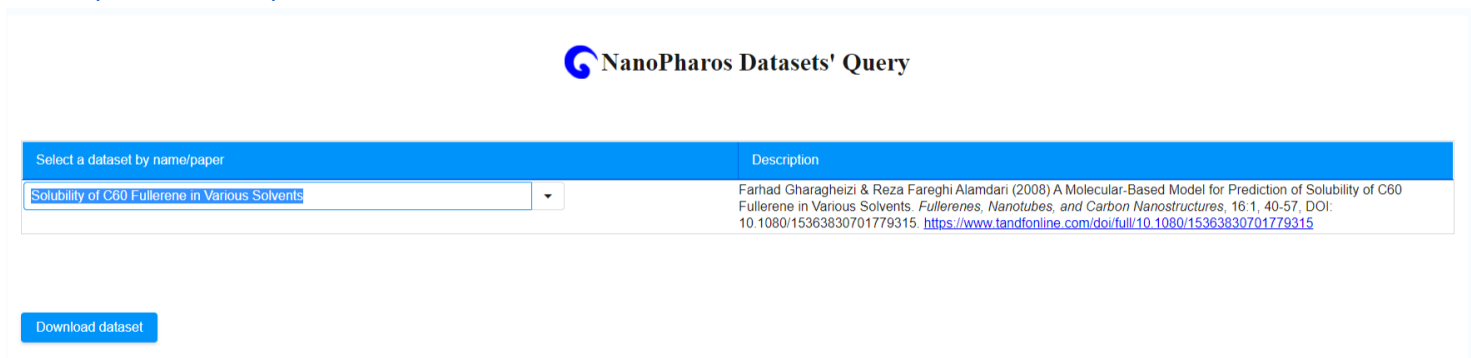 NanoPharos Datasets' Query
Select a dataset by name/paper
Description
Solubility of C60 Fullerene in Various Solvents
Farhad Gharagheizi & Reza Fareghi Alamdari (2008) A Molecular-Based Model for Prediction of Solubility of C60
Fullerene in Various Solvents. Fullerenes, Nanotubes, and Carbon Nanostructures, 16:1, 40-57, DOI:
10.1080/15363830701779315. https://www.tandfonline.com/doi/full/10.1080/15363830701779315
Download dataset